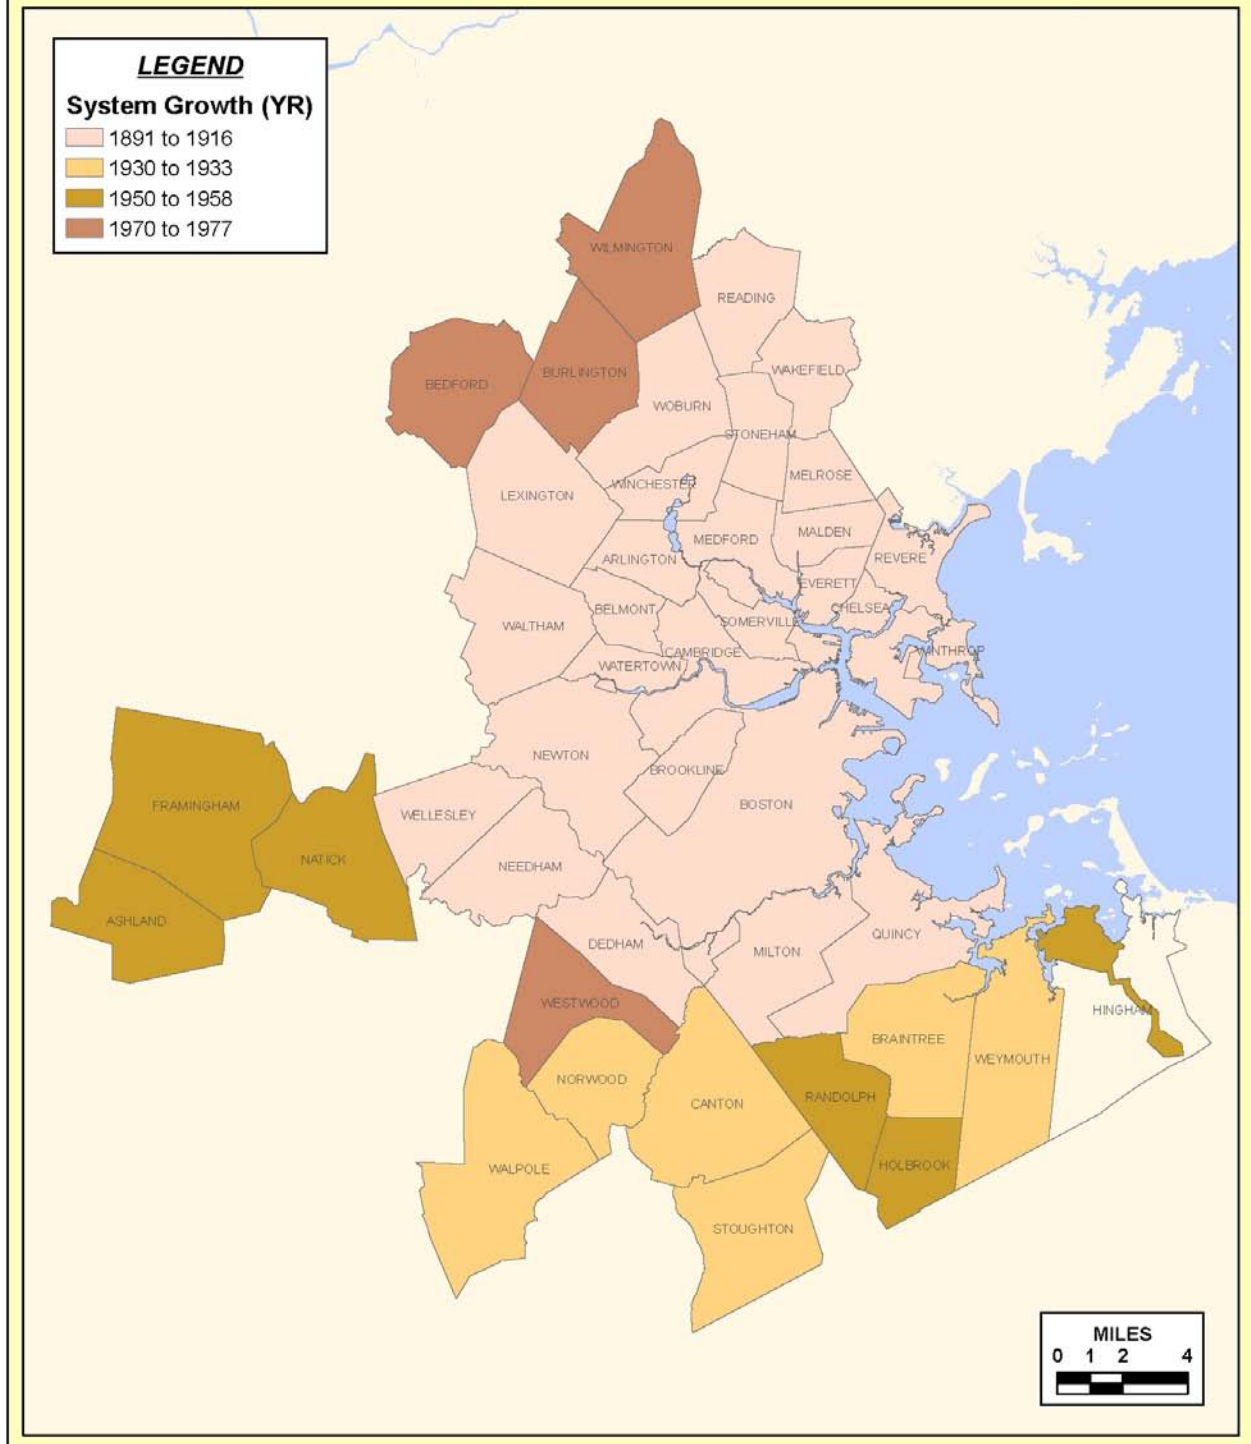 LEGEND
System Growth (YR)
1891 to 1916
1930 to 1933
1950 to 1958
1970 to 1977
WILMINGTON
READING
WAKEFIELD
BURLINGTON
BEDFORD
WOBURN
STONEHAM
MELROSE
WINCHESTER
LEXINGTON
MALDEN
MEDFORD
REVERE
ARLINGTON
EVERETT
CHELSEA
BELMONT
SOMERVILLE
WALTHAM
CAMBRIDGE
WINTHROP
WATERTOWN
NEWTON
BROOKLINE
BOSTON
FRAMINGHAM
WELLESLEY
NATICK
NEEDHAM
ASHLAND
QUINCY
DEDHAM
MILTON
WESTWOOD
HINGHAM
BRAINTREE
WEYMOUTH
NORWOOD
RANDOLPH
CANTON
HOLBROOK
WALPOLE
STOUGHTON
MILES
0 1 2 4